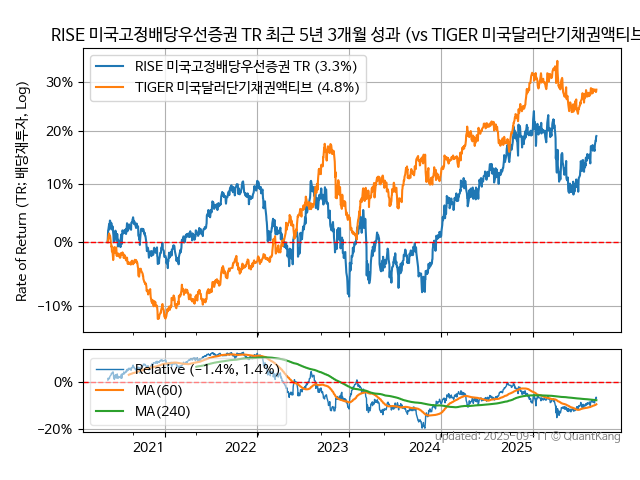 RISE 미국고정배당우선증권 TR 최근 5년 3개월 성과 (vs TIGER 미국달러단기채권액티브
Rate of Return (TR: 배당재투자, Log)
RISE 미국고정배당우선증권 TR (3.3%)
TIGER 미국달러단기채권액티브 (4.8%)
30%
20%
10%
0%
−10%
Relative (−1.4%, 1.4%)
MA(60)
MA(240)
0%
−20%
2021
2022
2023
2024
2025
Updated: 2025-09-11 © QuantKang